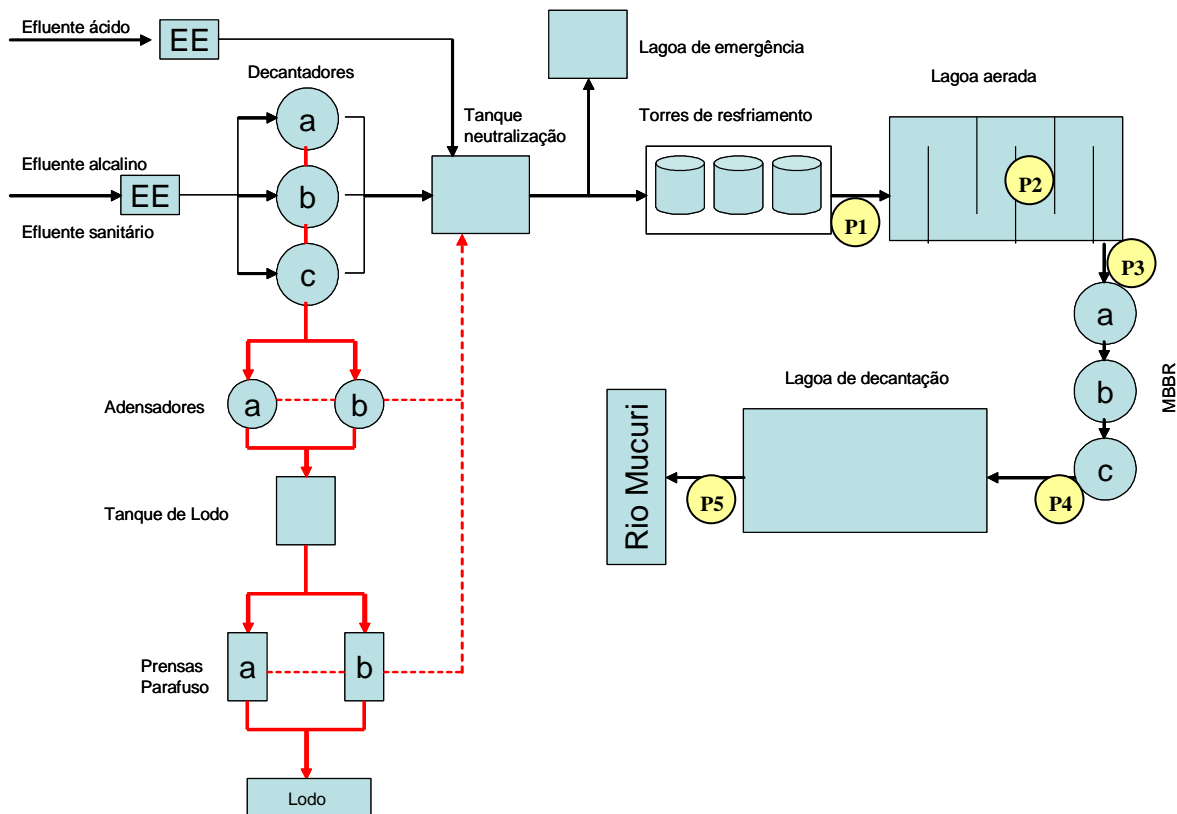 Efluente ácido
EE
Decantadores
a
b
c
Efluente alcalino
EE
Efluente sanitário
Tanque
neutralização
Lagoa de emergência
Torres de resfriamento
P1
Lagoa aerada
P2
P3
a
b
c
MBBR
P4
Lagoa de decantação
P5
Rio Mucuri
Adensadores
a
b
Tanque de Lodo
Prensas
Parafuso
a
b
Lodo